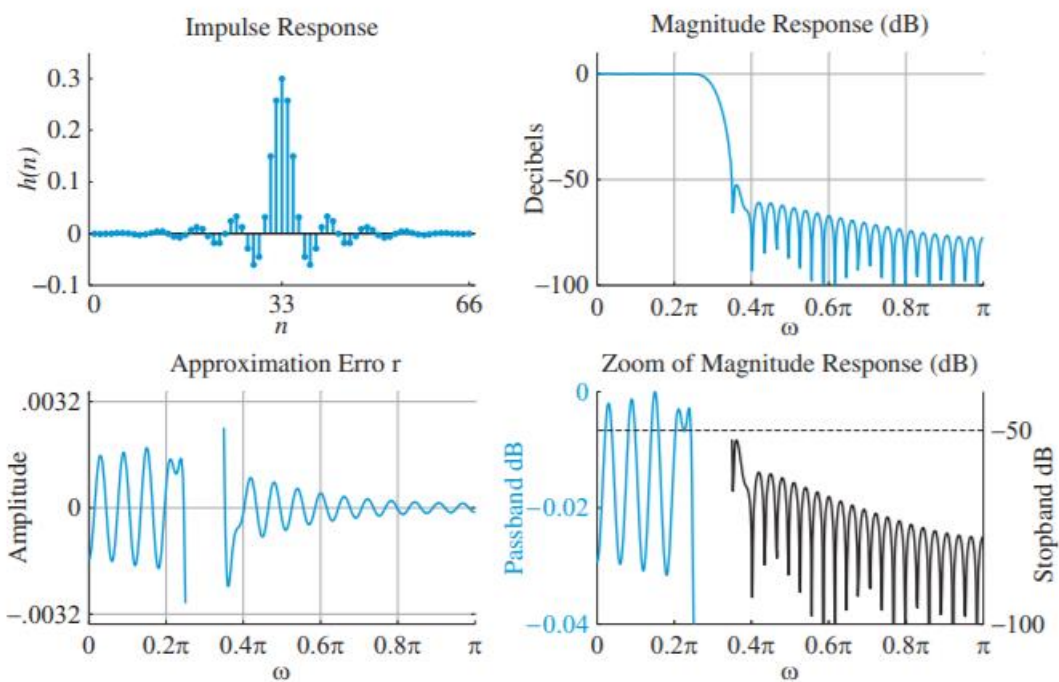 Impulse Response
0.3
0.2
0.1
0
−0.1
h(n)
0 33 66
n
Magnitude Response (dB)
0
−50
−100
Decibels
0 0.2π 0.4π 0.6π 0.8π π
ω
Approximation Erro r
.0032
0
−.0032
Amplitude
0 0.2π 0.4π 0.6π 0.8π π
ω
Zoom of Magnitude Response (dB)
0
−0.02
−0.04
Passband dB
−50
−100
Stopband dB
0 0.2π 0.4π 0.6π 0.8π π
ω